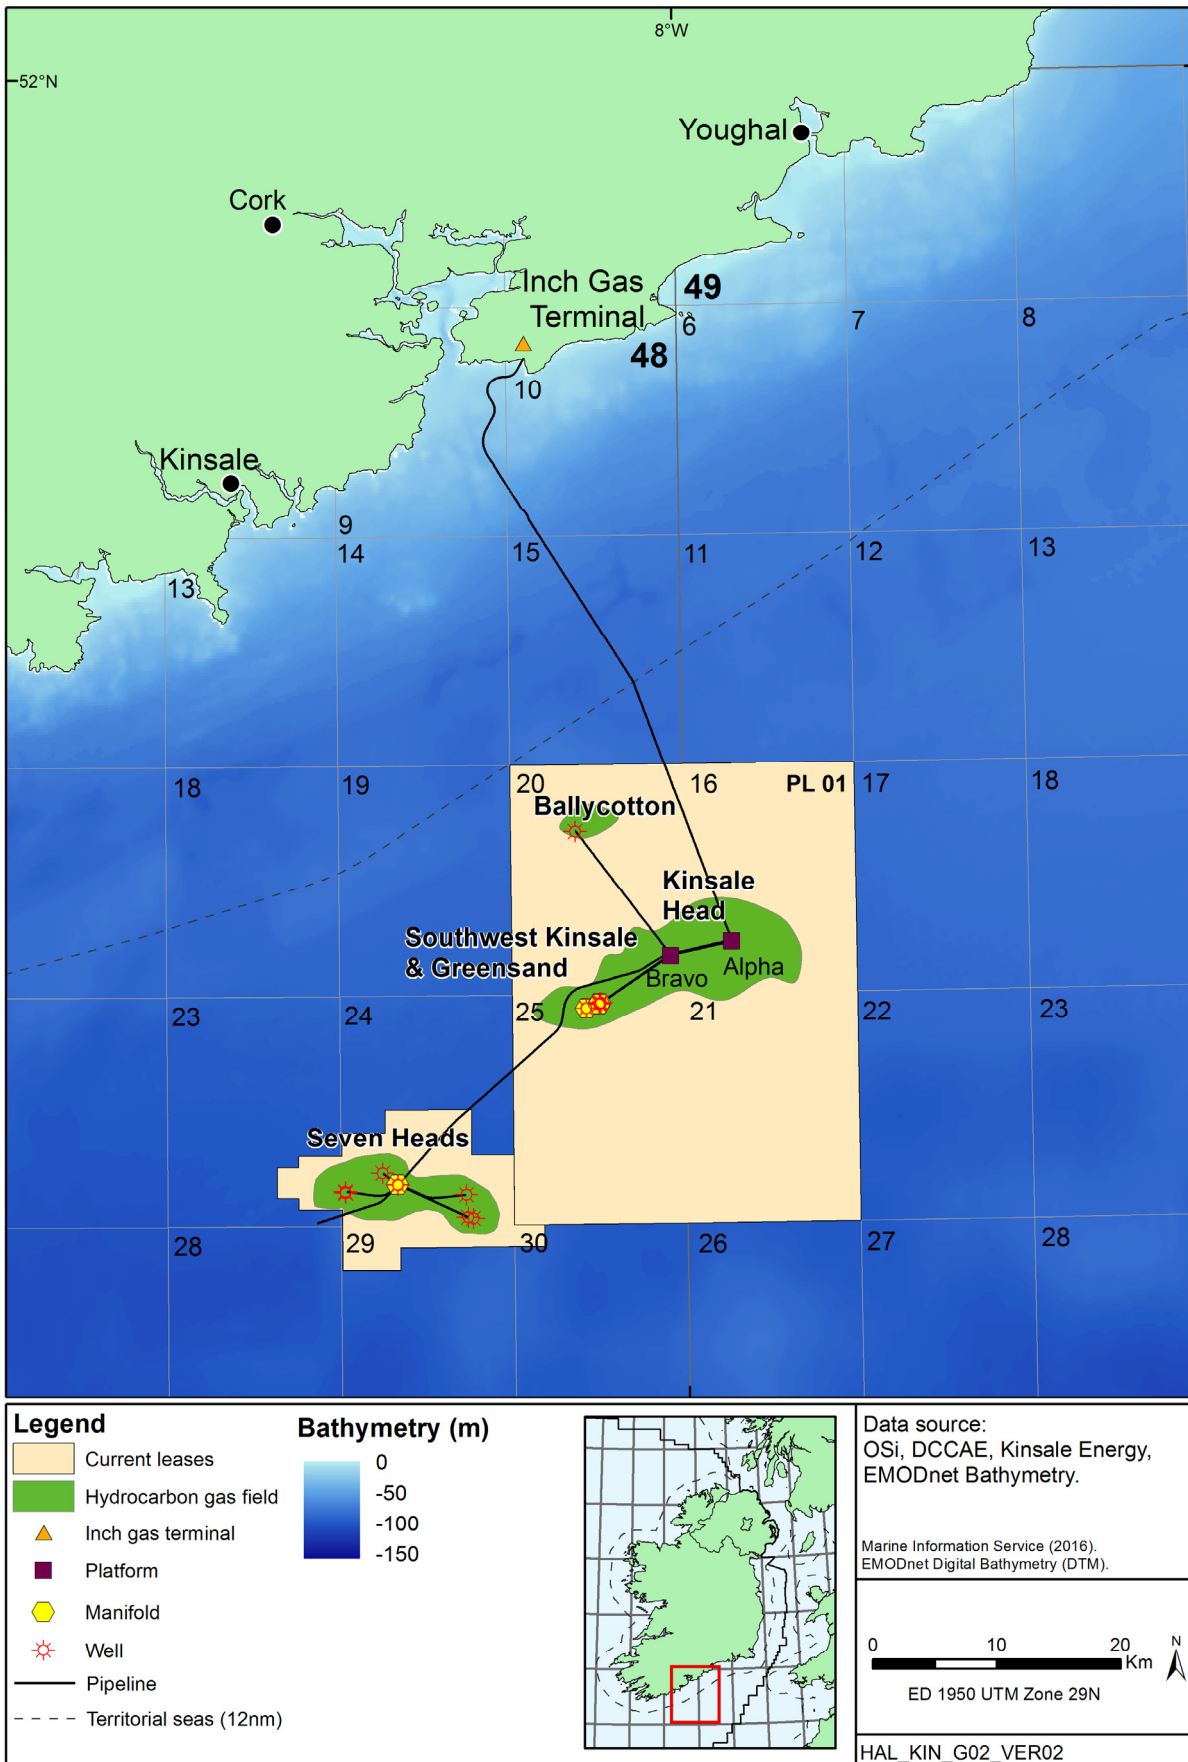 8°W
52°N
Youghal
Cork
Inch Gas
Terminal
49
48
6
7
8
10
Kinsale
9
14
15
11
12
13
13
18
19
20
16
PL 01
17
18
Ballycotton
Kinsale
Head
Southwest Kinsale
& Greensand
Bravo
Alpha
23
24
25
21
22
23
Seven Heads
28
29
30
26
27
28
Legend
Current leases
Hydrocarbon gas field
Inch gas terminal
Platform
Manifold
Well
Pipeline
Territorial seas (12nm)
Bathymetry (m)
0
-50
-100
-150
Data source:
OSi, DCCAE, Kinsale Energy,
EMODnet Bathymetry.
Marine Information Service (2016).
EMODnet Digital Bathymetry (DTM).
0 10 20
Km
N
ED 1950 UTM Zone 29N
HAL_KIN_G02_VER02